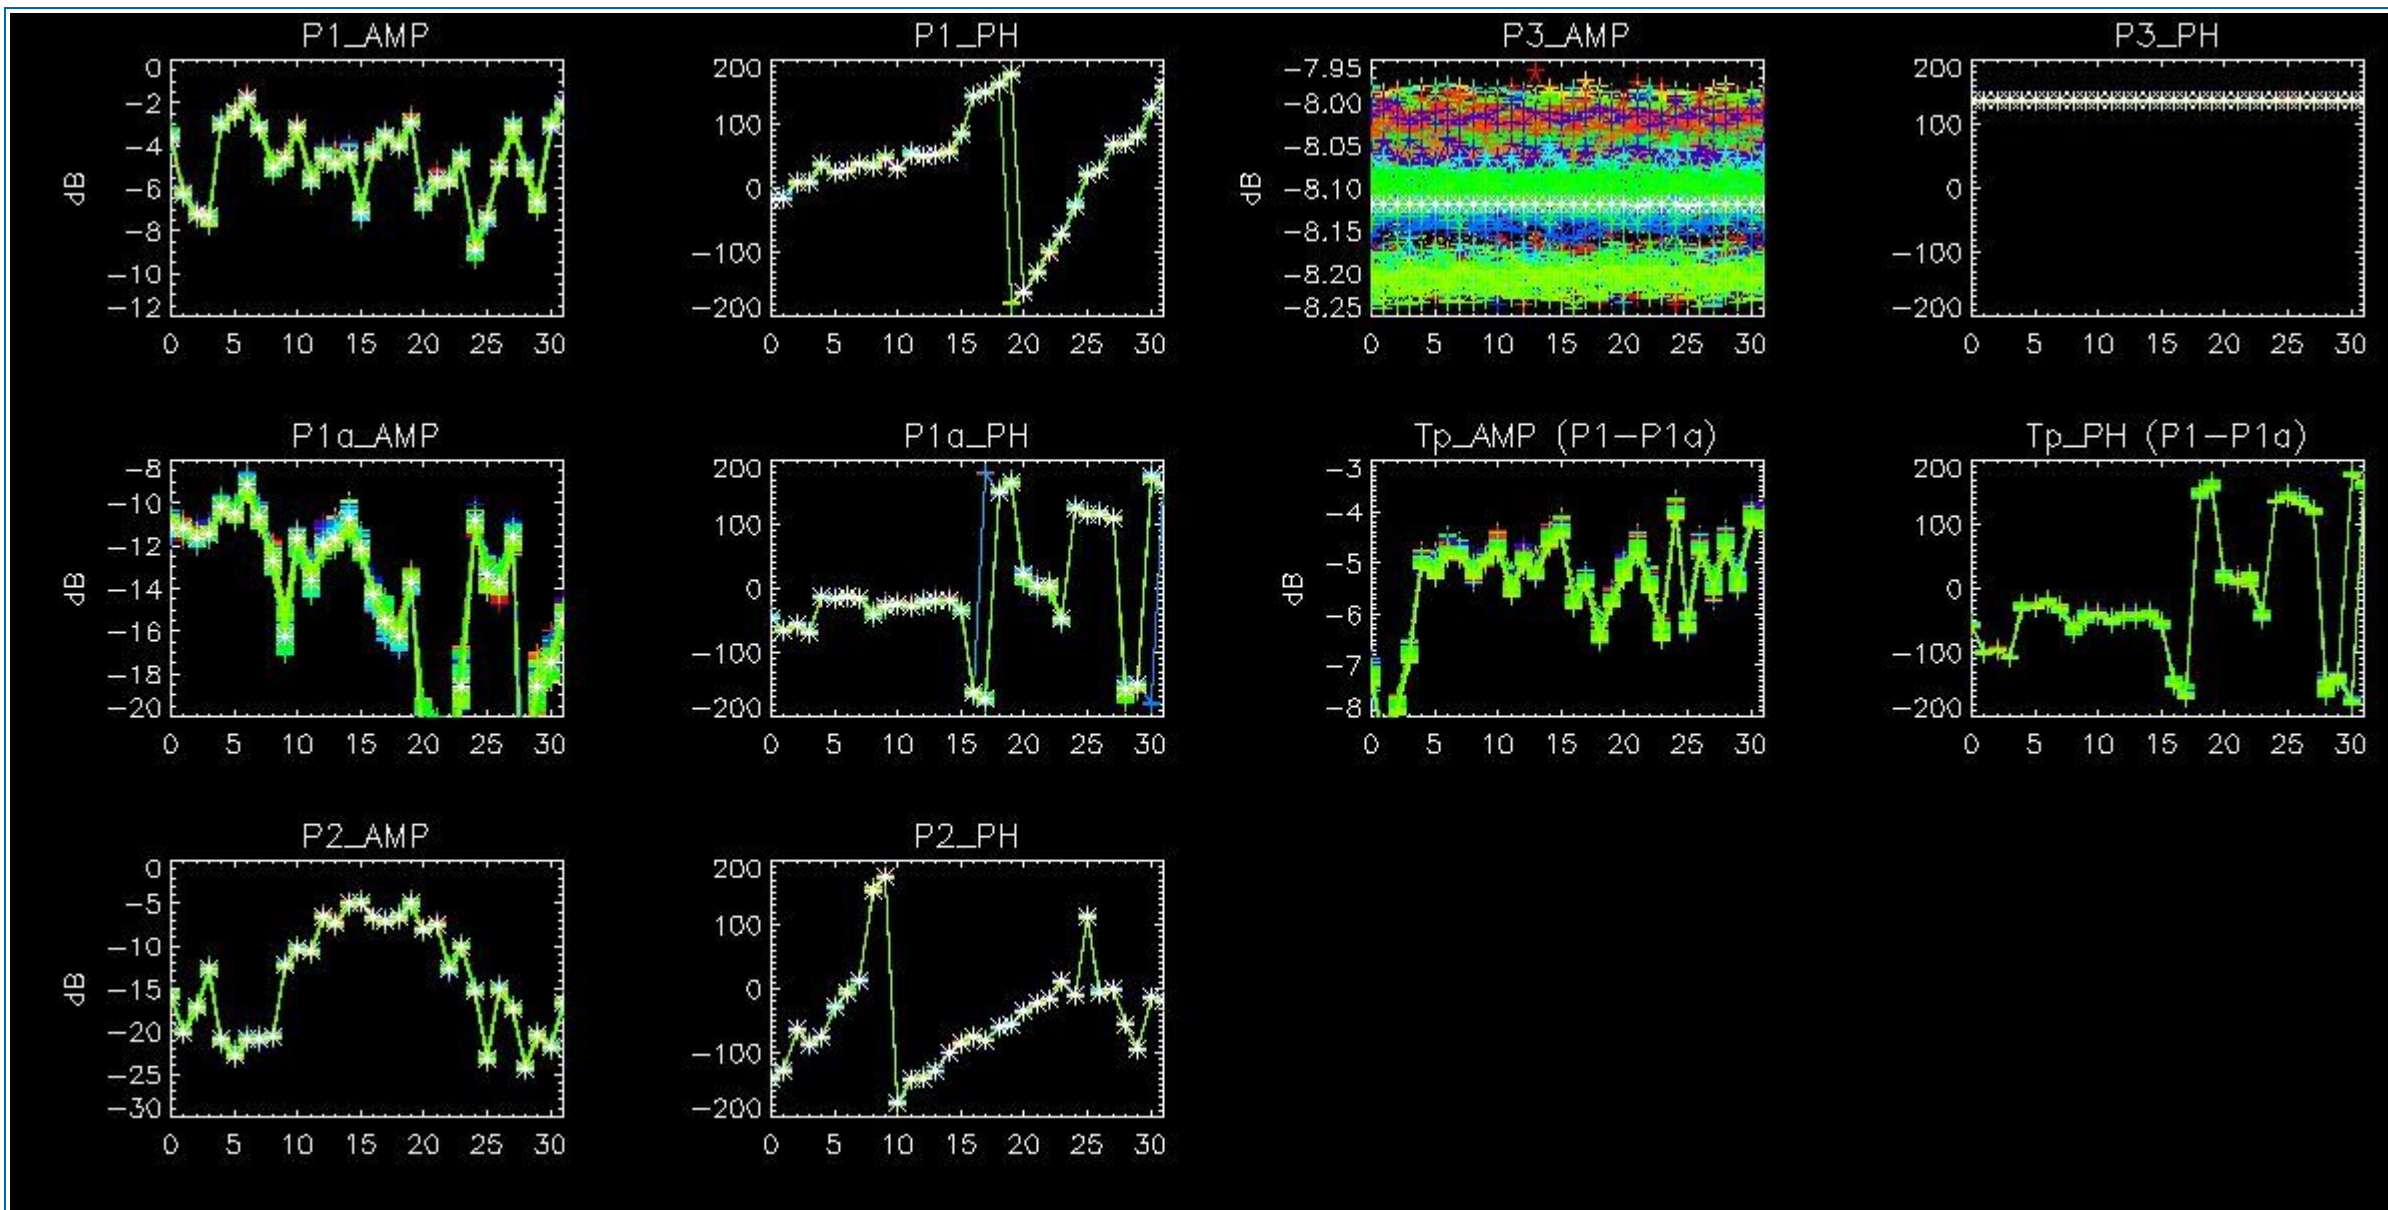 P1_AMP P1_PH P3_AMP P3_PH
0 200 −7.95 200
−2 100 −8.00 100
−4 0 −8.05 0
−6 −100 −8.10 −100
−8 −200 −8.15 −200
−10 −8.20
−12 −8.25
dB dB
0 5 10 15 20 25 30 0 5 10 15 20 25 30 0 5 10 15 20 25 30 0 5 10 15 20 25 30
P1a_AMP P1a_PH Tp_AMP (P1−P1a) Tp_PH (P1−P1a)
−8 200 −3 200
−10 100 −4 100
−12 0 −5 0
−14 −100 −6 −100
−16 −200 −7 −200
−18 −8
−20
dB dB
0 5 10 15 20 25 30 0 5 10 15 20 25 30 0 5 10 15 20 25 30 0 5 10 15 20 25 30
P2_AMP P2_PH
0 200
−5 100
−10 0
−15 −100
−20 −200
−25
−30
dB
0 5 10 15 20 25 30 0 5 10 15 20 25 30